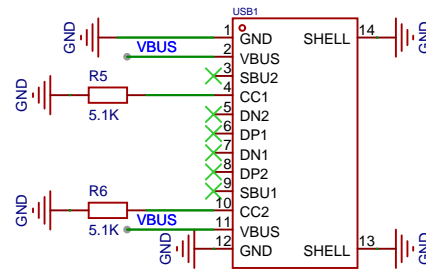 USB1
GND 1 GND SHELL 14 GND
VBUS 2 VBUS
3 SBU2
GND R5 5.1K 4 CC1
5 DN2
6 DP1
7 DN1
8 DP2
9 SBU1
GND R6 5.1K 10 CC2
VBUS 11 VBUS
GND 12 GND SHELL 13 GND